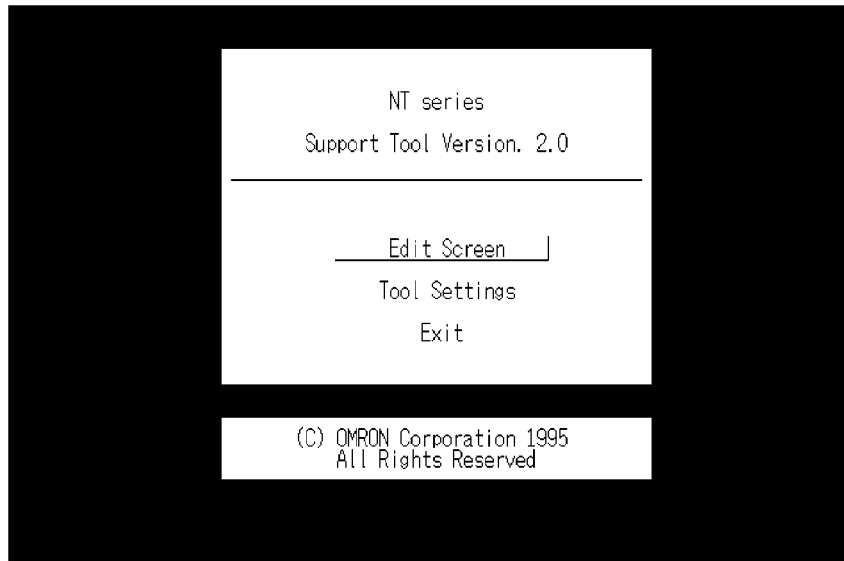 NT series
Support Tool Version. 2.0
Edit Screen
Tool Settings
Exit
(C) OMRON Corporation 1995
All Rights Reserved